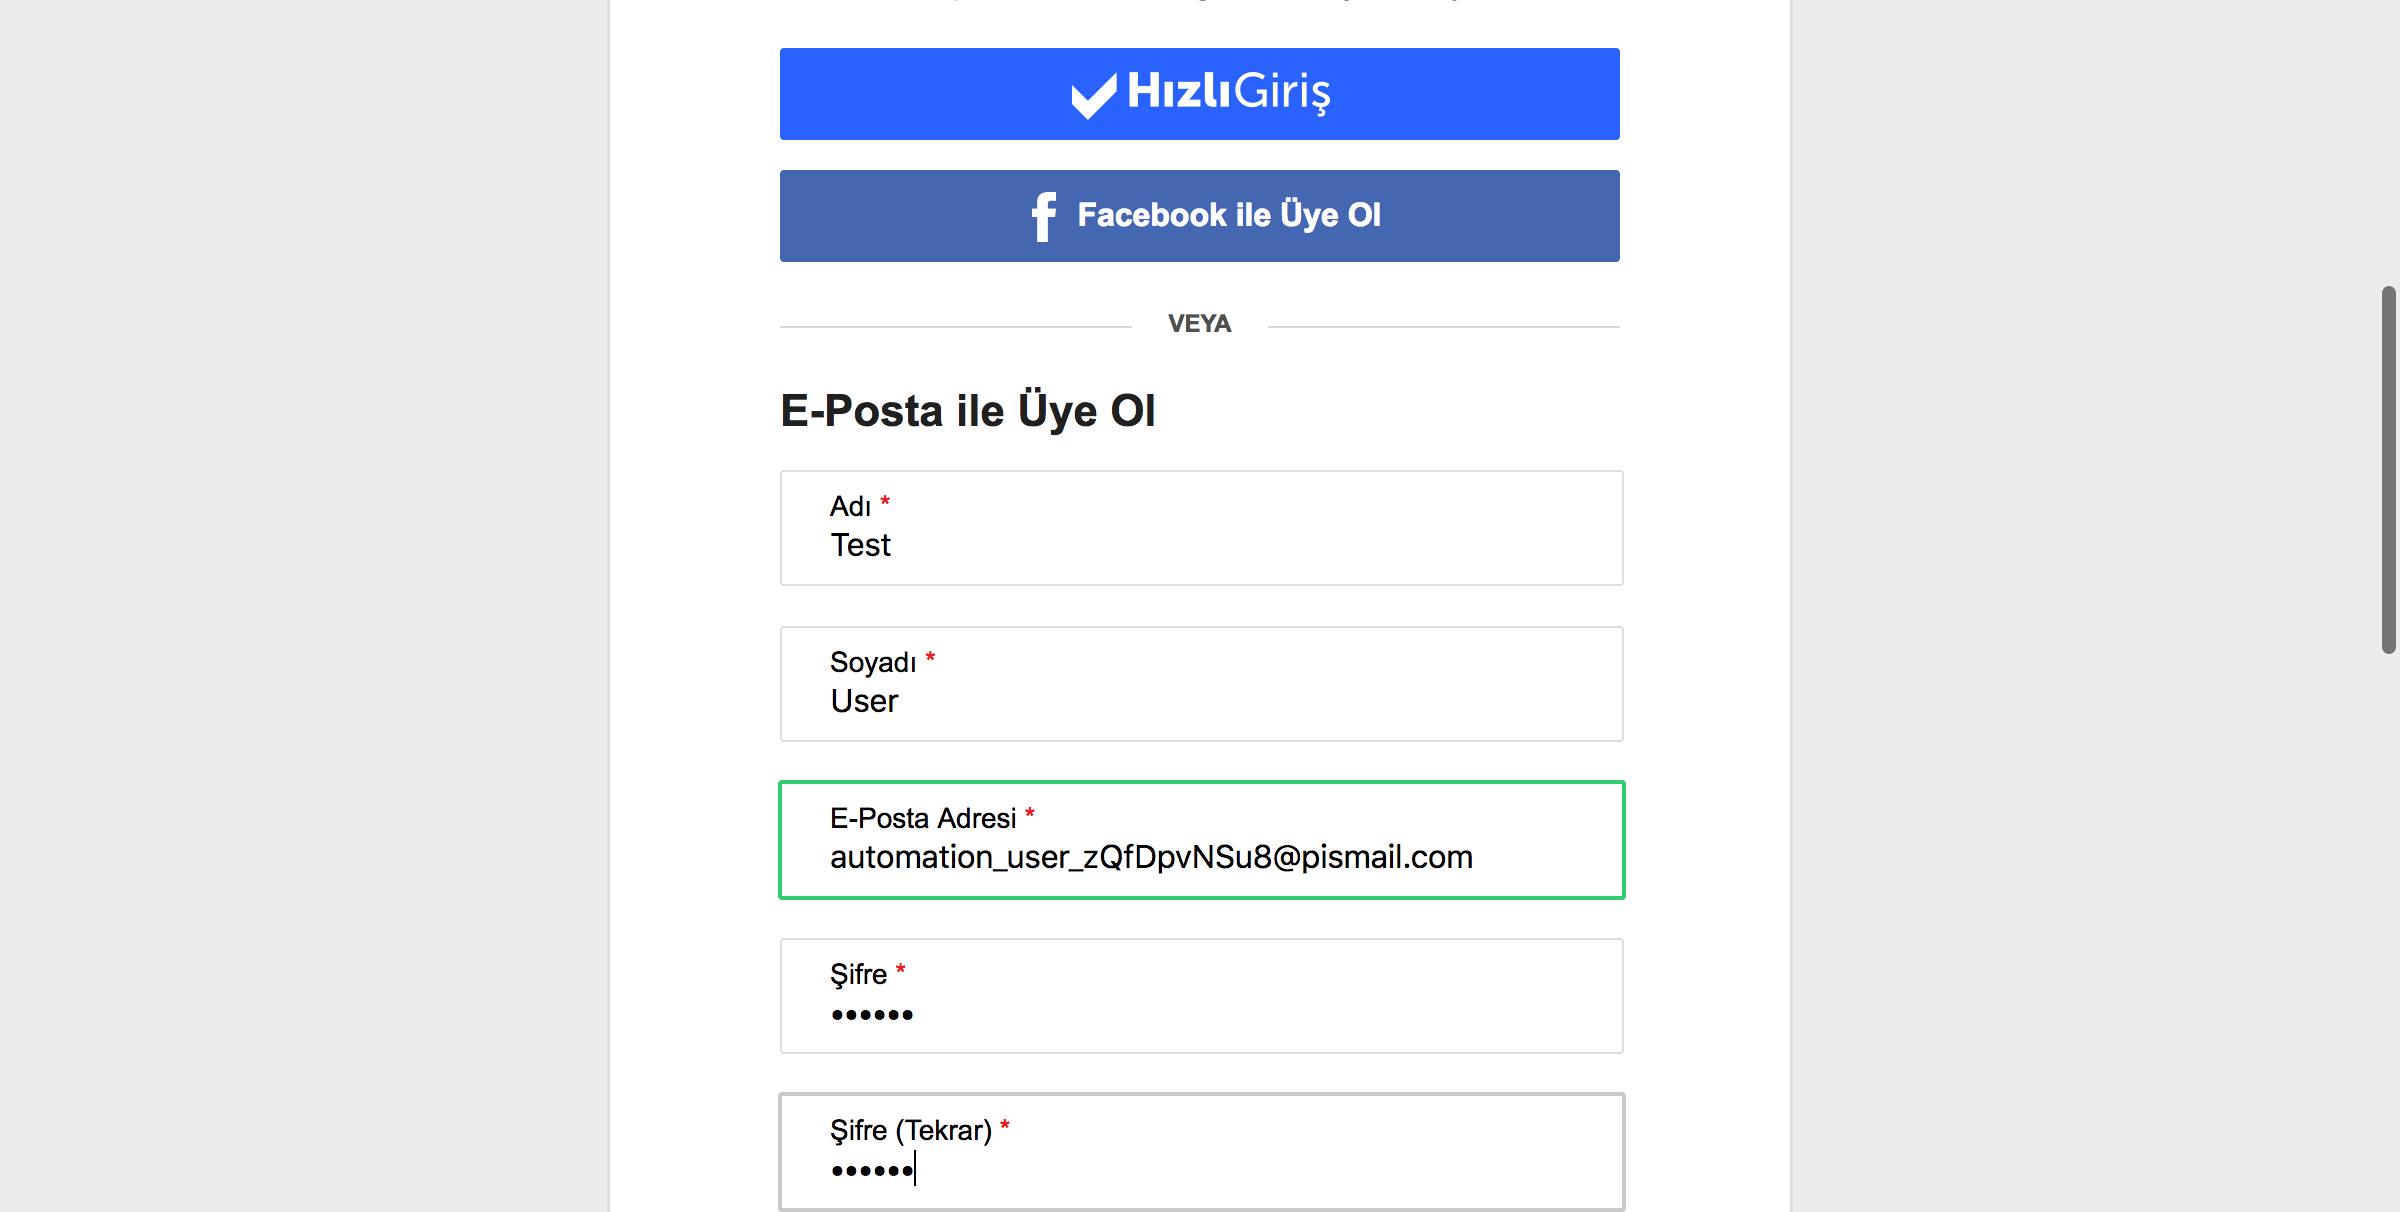 HızlıGiriş
Facebook ile Üye Ol
VEYA
E-Posta ile Üye Ol
Adı *
Test
Soyadı *
User
E-Posta Adresi *
automation_user_zQfDpvNSu8@pismail.com
Şifre *
••••••
Şifre (Tekrar) *
••••••